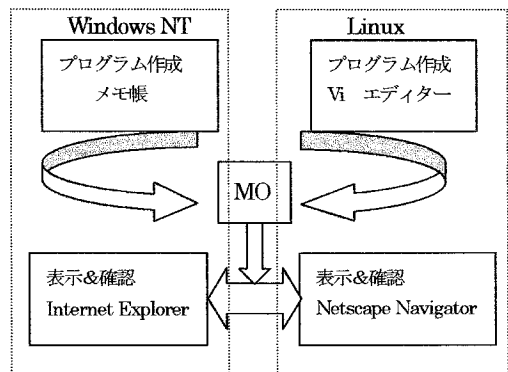 Windows NT
Linux
プログラム作成
メモ帳
プログラム作成
Vi エディター
MO
表示&確認
Internet Explorer
表示&確認
Netscape Navigator